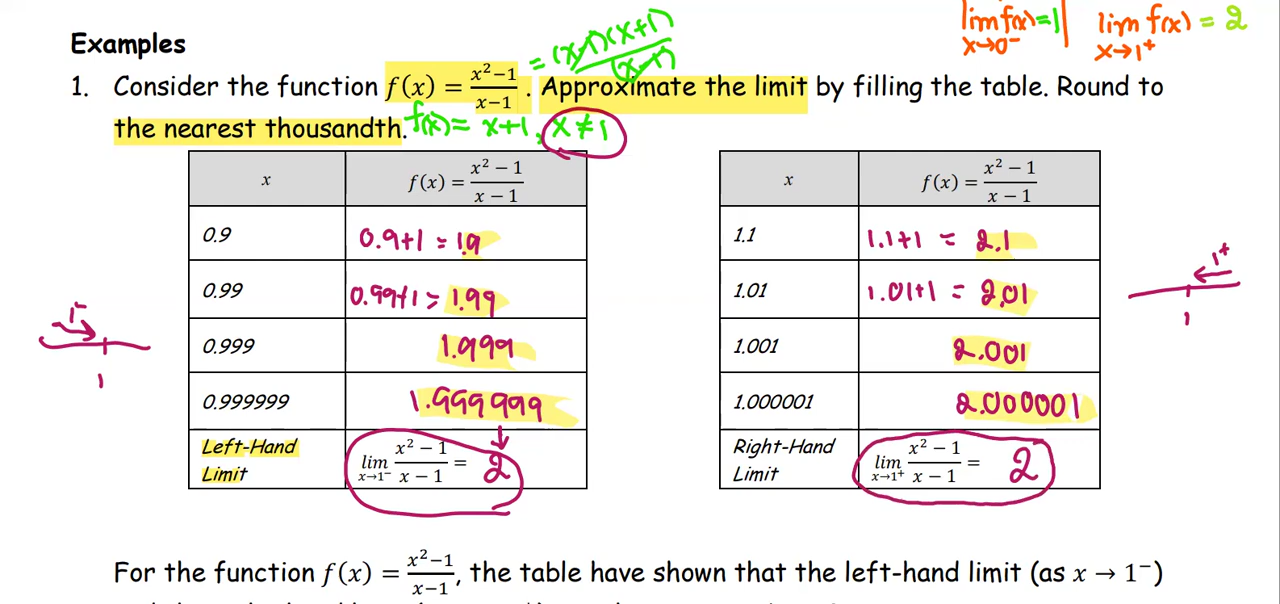 lim f(x) = 1 | lim f(x) = 2
x→0⁻ x→1⁺
Examples
= (x-1)(x+1)
(x-1)
1. Consider the function f(x) = x²−1 / x−1 . Approximate the limit by filling the table. Round to
the nearest thousandth. f(x) = x+1, x ≠ 1
x f(x) = x² − 1 / x − 1
0.9 0.9+1 = 1.9
0.99 0.99+1 = 1.99
0.999 1.999
0.999999 1.999999
Left-Hand Limit lim x→1⁻ x² − 1 / x − 1 = 2
1⁻
1
x f(x) = x² − 1 / x − 1
1.1 1.1+1 = 2.1
1.01 1.01+1 = 2.01
1.001 2.001
1.000001 2.000001
Right-Hand Limit lim x→1⁺ x² − 1 / x − 1 = 2
1⁺
1
For the function f(x) = x²−1 / x−1, the table have shown that the left-hand limit (as x → 1⁻)